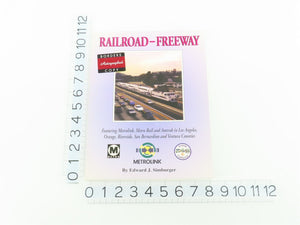 RAILROAD–FREEWAY
BORDERS
Autographed
COPY
Featuring Metrolink, Metro Rail and Amtrak in Los Angeles,
Orange, Riverside, San Bernardino and Ventura Counties
M
METROLINK
By Edward J. Simburger
0 1 2 3 4 5 6 7 8 9 10 11 12
0 1 2 3 4 5 6 7 8 9 10 11 12